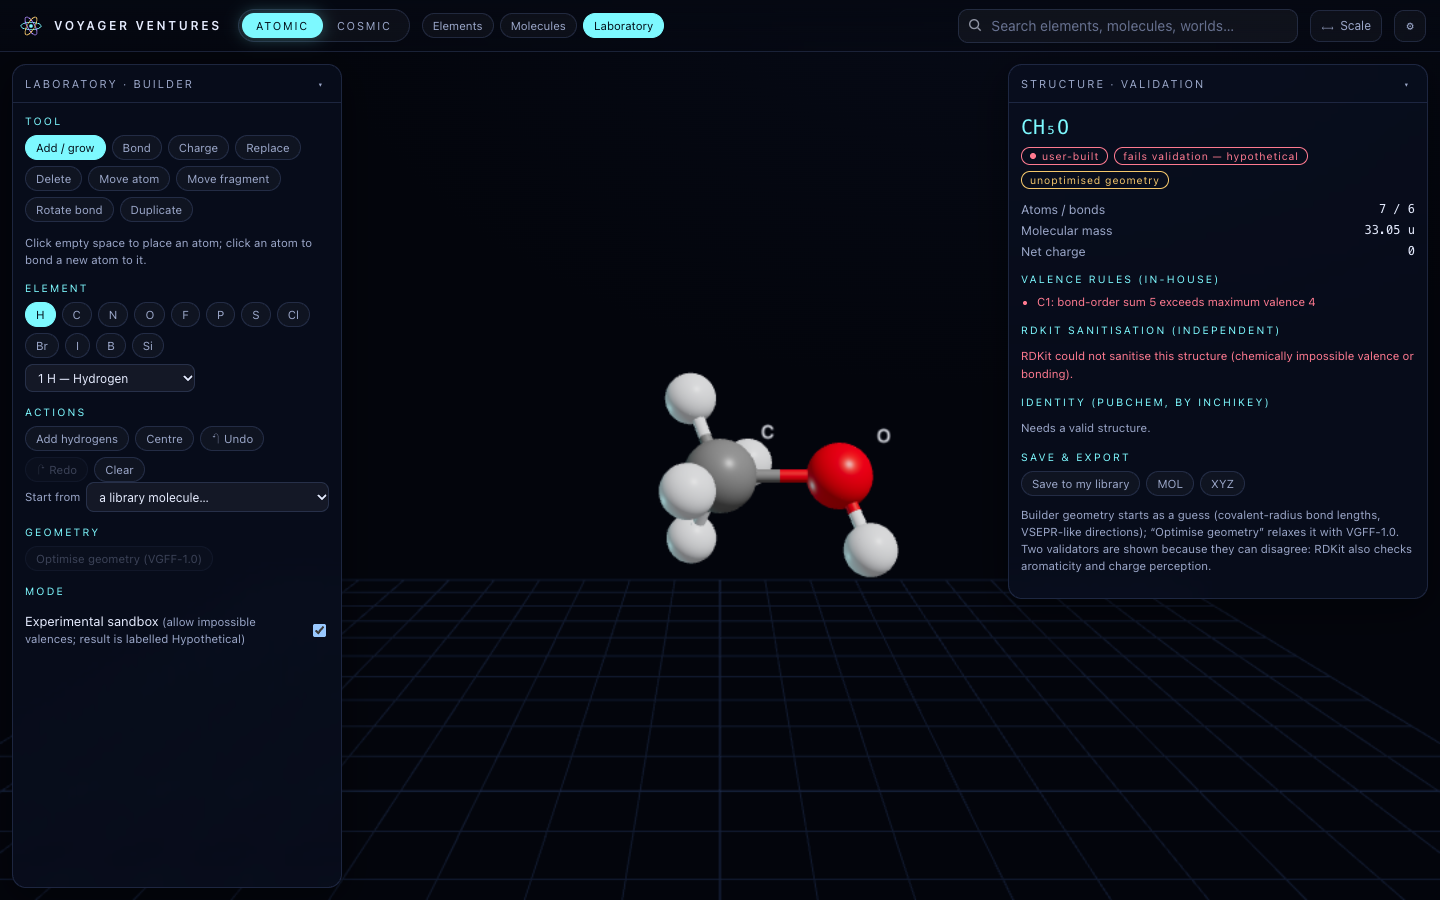 VOYAGER VENTURES
ATOMIC COSMIC
Elements Molecules Laboratory
Search elements, molecules, worlds...
Scale
LABORATORY · BUILDER
TOOL
Add / grow Bond Charge Replace
Delete Move atom Move fragment
Rotate bond Duplicate
Click empty space to place an atom; click an atom to
bond a new atom to it.
ELEMENT
H C N O F P S Cl
Br I B Si
1 H — Hydrogen
ACTIONS
Add hydrogens Centre Undo
Redo Clear
Start from a library molecule...
GEOMETRY
Optimise geometry (VGFF-1.0)
MODE
Experimental sandbox (allow impossible
valences; result is labelled Hypothetical)
C
O
STRUCTURE · VALIDATION
CH₅O
user-built fails validation — hypothetical
unoptimised geometry
Atoms / bonds 7 / 6
Molecular mass 33.05 u
Net charge 0
VALENCE RULES (IN-HOUSE)
• C1: bond-order sum 5 exceeds maximum valence 4
RDKIT SANITISATION (INDEPENDENT)
RDKit could not sanitise this structure (chemically impossible valence or
bonding).
IDENTITY (PUBCHEM, BY INCHIKEY)
Needs a valid structure.
SAVE & EXPORT
Save to my library MOL XYZ
Builder geometry starts as a guess (covalent-radius bond lengths,
VSEPR-like directions); “Optimise geometry” relaxes it with VGFF-1.0.
Two validators are shown because they can disagree: RDKit also checks
aromaticity and charge perception.